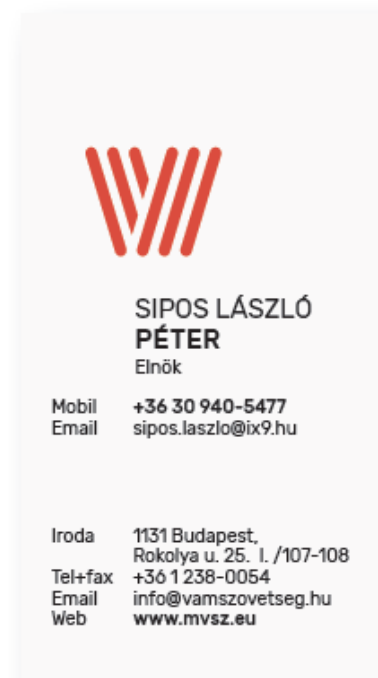 SIPOS LÁSZLÓ
PÉTER
Elnök
Mobil +36 30 940-5477
Email sipos.laszlo@ix9.hu
Iroda 1131 Budapest,
Rokolya u. 25. I. /107-108
Tel+fax +36 1 238-0054
Email info@vamszovetseg.hu
Web www.mvsz.eu